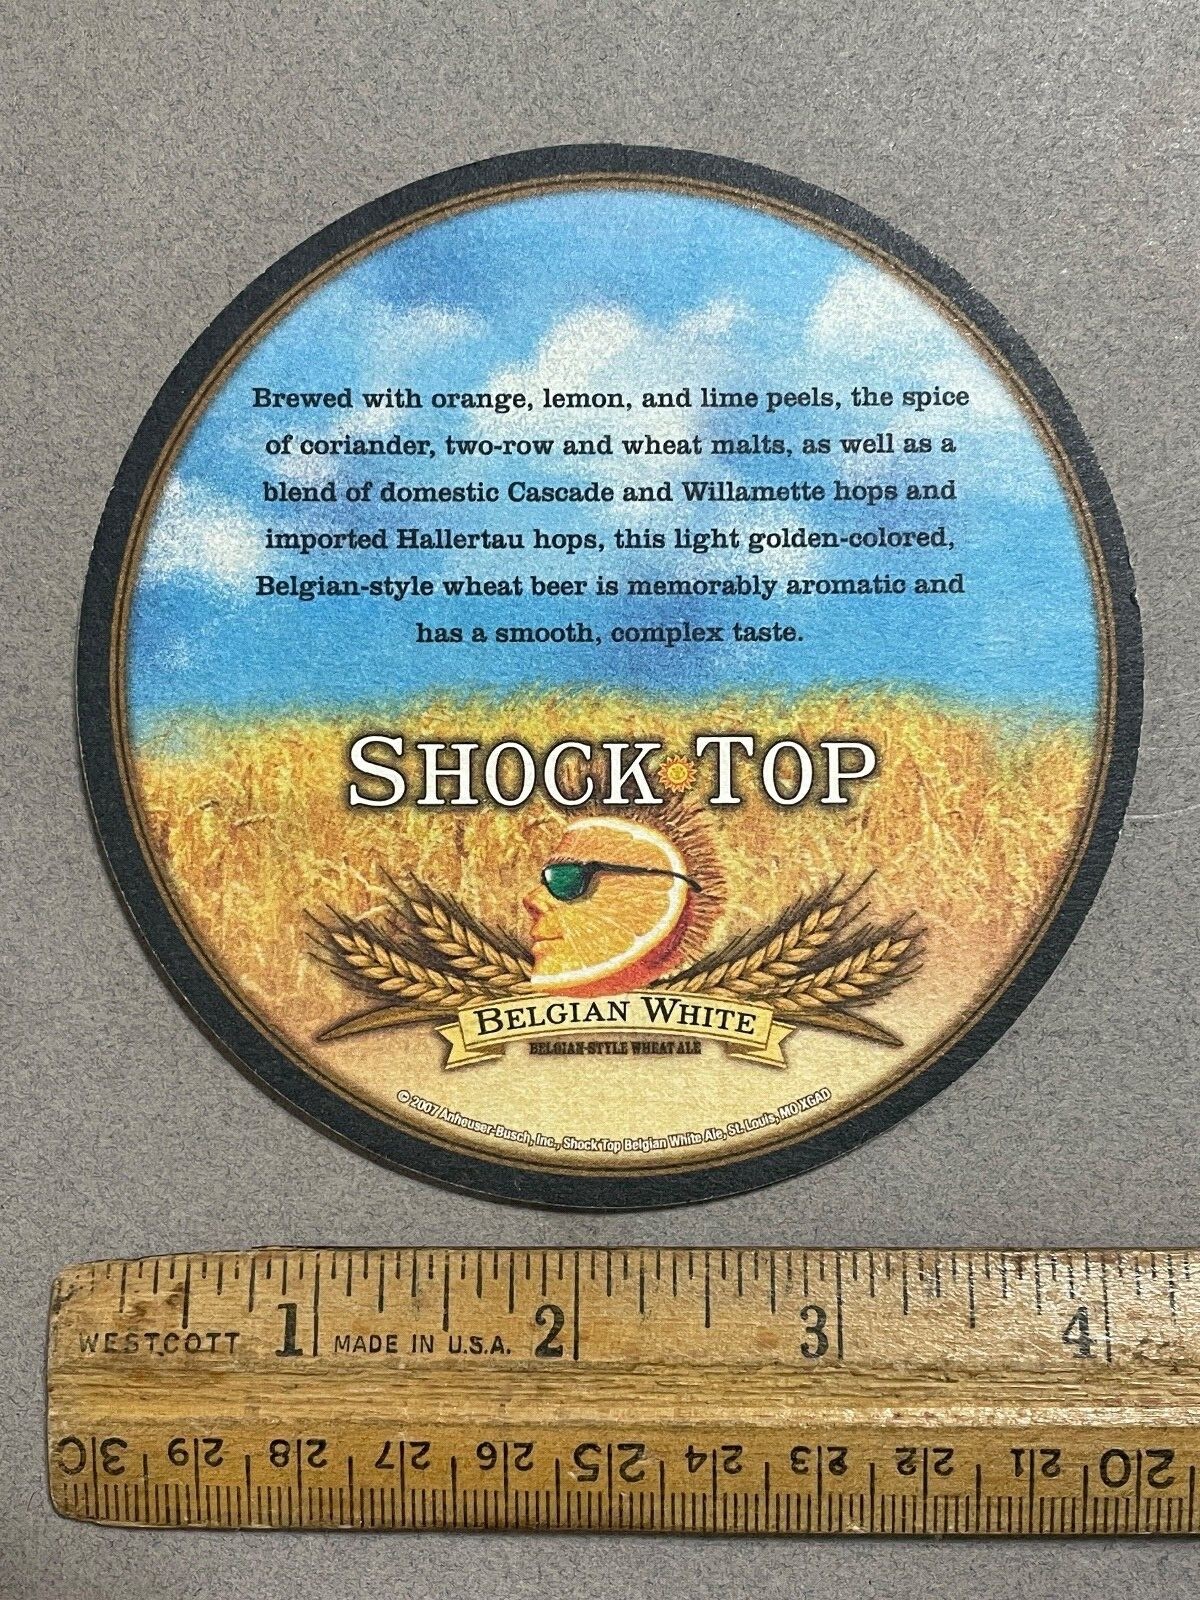 Brewed with orange, lemon, and lime peels, the spice
of coriander, two-row and wheat malts, as well as a
blend of domestic Cascade and Willamette hops and
imported Hallertau hops, this light golden-colored,
Belgian-style wheat beer is memorably aromatic and
has a smooth, complex taste.
SHOCK TOP
BELGIAN WHITE
BELGIAN-STYLE WHEAT ALE
© 2007 Anheuser-Busch, Inc., Shock Top Belgian White Ale, St. Louis, MO XGAD
1 2 3 4
WESTCOTT MADE IN U.S.A.
30 29 28 27 26 25 24 23 22 21 20